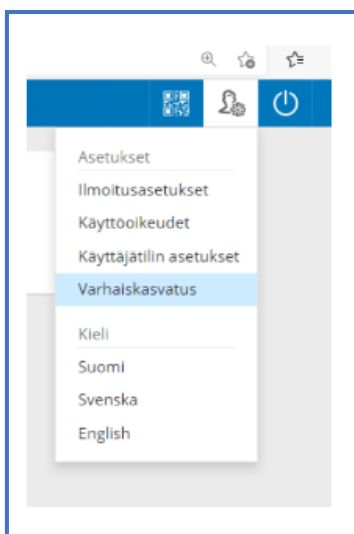 Asetukset
Ilmoitusasetukset
Käyttöoikeudet
Käyttäjätilin asetukset
Varhaiskasvatus
Kieli
Suomi
Svenska
English